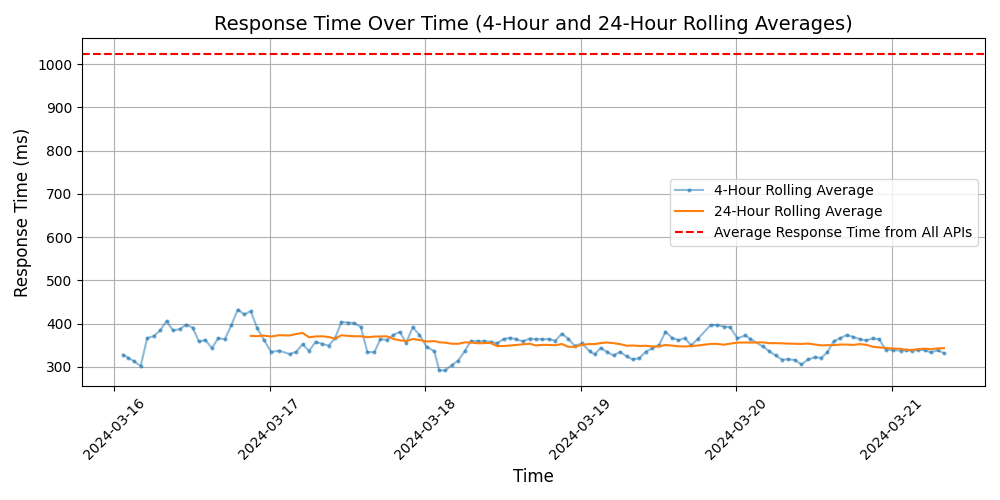 Response Time Over Time (4-Hour and 24-Hour Rolling Averages)
Response Time (ms)
1000
900
800
700
600
500
400
300
4-Hour Rolling Average
24-Hour Rolling Average
Average Response Time from All APIs
2024-03-16
2024-03-17
2024-03-18
2024-03-19
2024-03-20
2024-03-21
Time